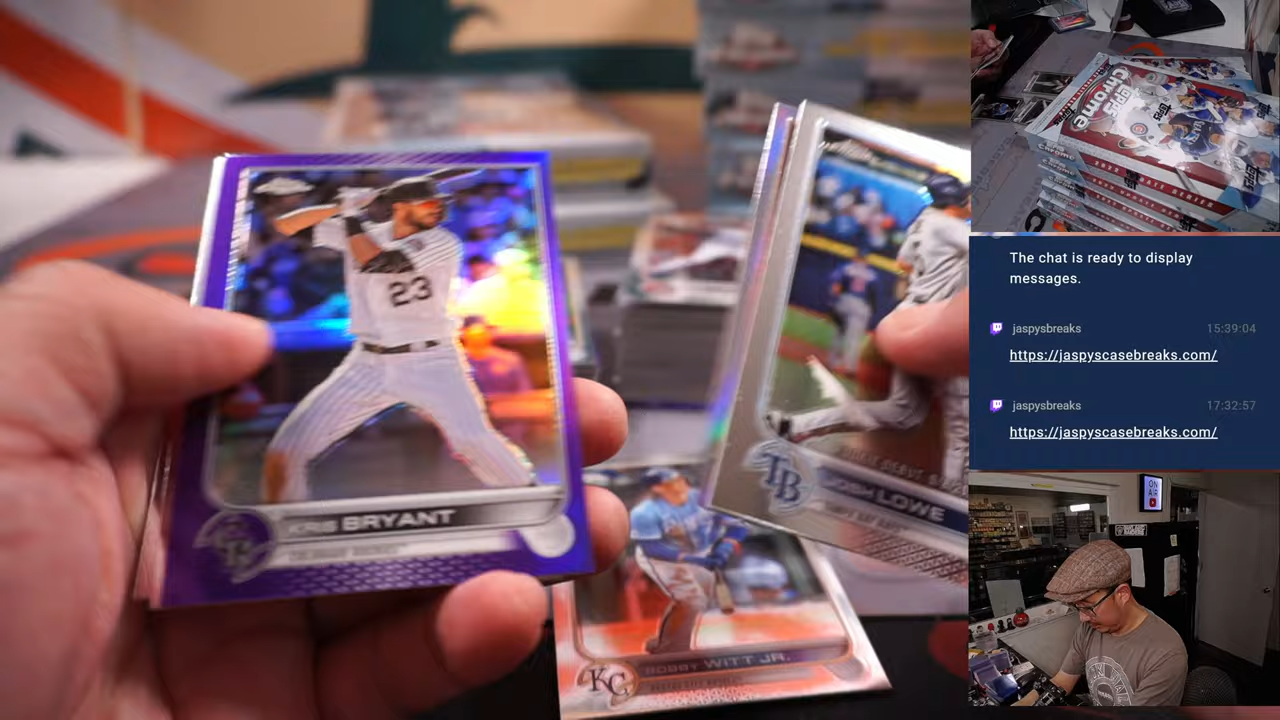 23
KRIS BRYANT
TB
JOSH LOWE
KC
BOBBY WITT JR.
Topps
Chrome
The chat is ready to display
messages.
jaspysbreaks 15:39:04
https://jaspyscasebreaks.com/
jaspysbreaks 17:32:57
https://jaspyscasebreaks.com/
ON
AIR